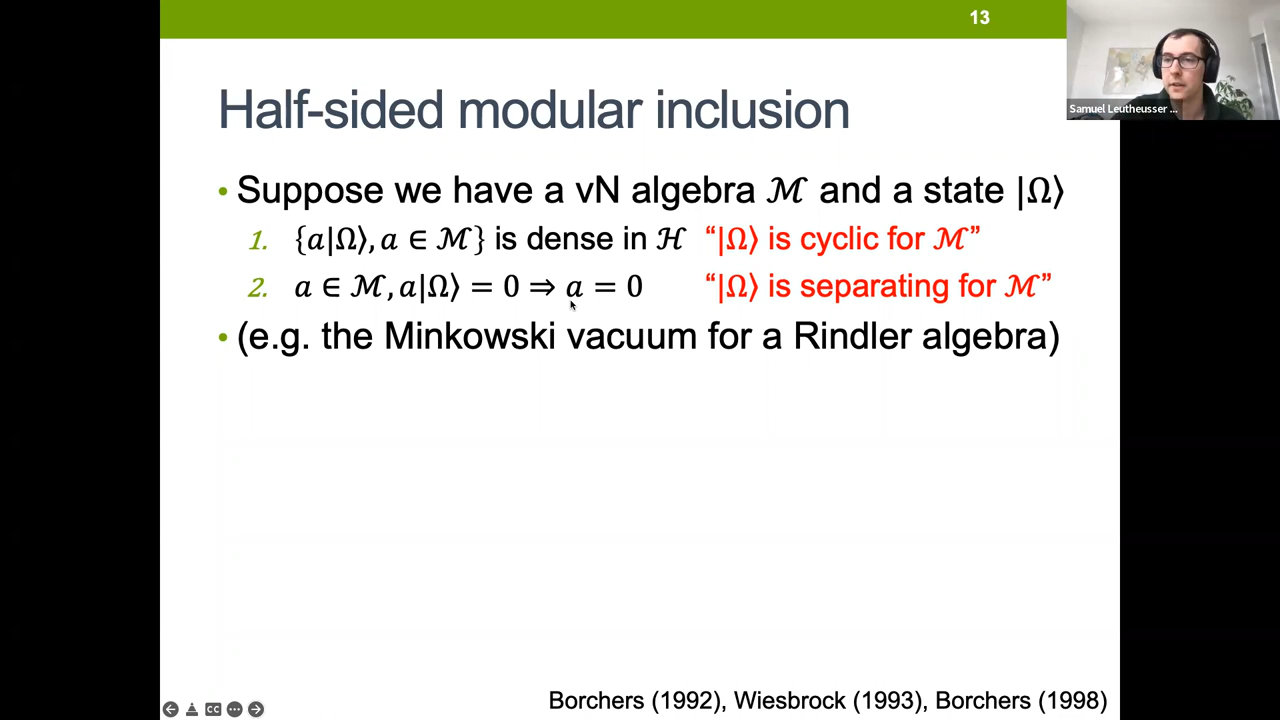 13
Samuel Leutheusser ...
Half-sided modular inclusion
• Suppose we have a vN algebra ℳ and a state |Ω⟩
1. {a|Ω⟩, a ∈ ℳ} is dense in ℋ “|Ω⟩ is cyclic for ℳ”
2. a ∈ ℳ, a|Ω⟩ = 0 ⇒ a = 0 “|Ω⟩ is separating for ℳ”
• (e.g. the Minkowski vacuum for a Rindler algebra)
CC
Borchers (1992), Wiesbrock (1993), Borchers (1998)